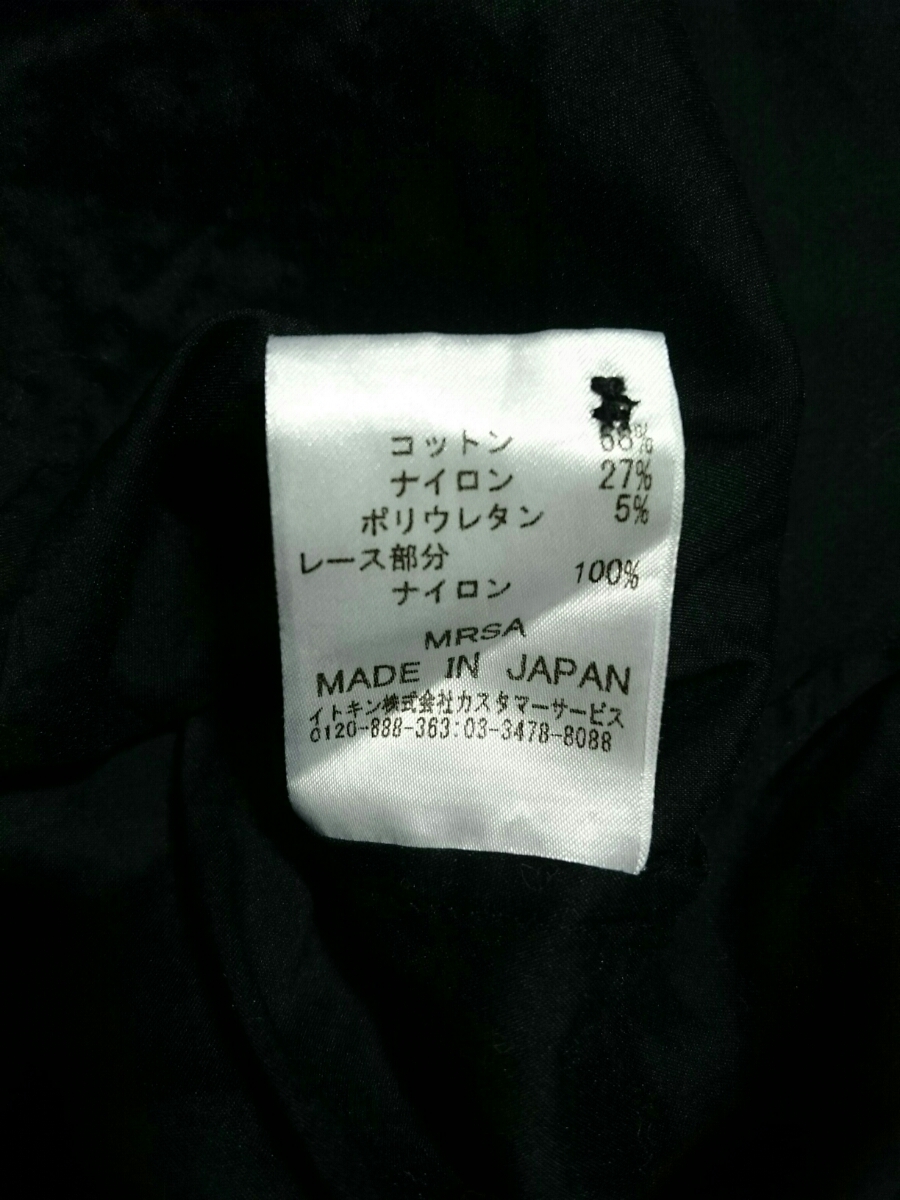 コットン 68%
ナイロン 27%
ポリウレタン 5%
レース部分
ナイロン 100%
MRSA
MADE IN JAPAN
イトキン株式会社カスタマーサービス
0120-888-363:03-3478-8088